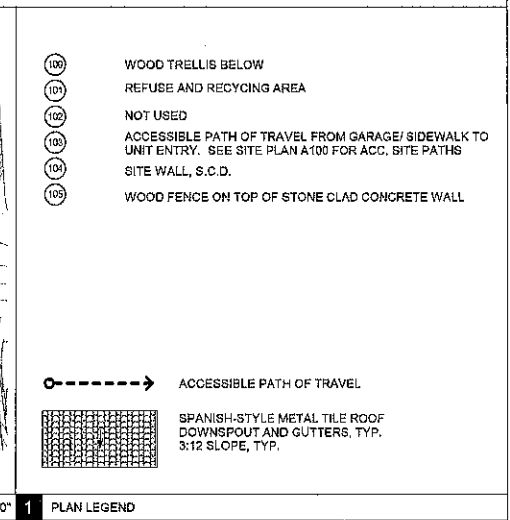 100 WOOD TRELLIS BELOW
101 REFUSE AND RECYCING AREA
102 NOT USED
103 ACCESSIBLE PATH OF TRAVEL FROM GARAGE/ SIDEWALK TO
UNIT ENTRY. SEE SITE PLAN A100 FOR ACC. SITE PATHS
104 SITE WALL, S.C.D.
105 WOOD FENCE ON TOP OF STONE CLAD CONCRETE WALL
ACCESSIBLE PATH OF TRAVEL
SPANISH-STYLE METAL TILE ROOF
DOWNSPOUT AND GUTTERS, TYP.
3:12 SLOPE, TYP.
0" 1 PLAN LEGEND